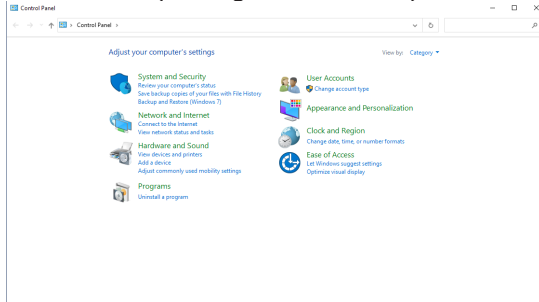 Control Panel
Control Panel
Adjust your computer's settings
View by: Category
System and Security
Review your computer's status
Save backup copies of your files with File History
Backup and Restore (Windows 7)
Network and Internet
Connect to the Internet
View network status and tasks
Hardware and Sound
View devices and printers
Add a device
Adjust commonly used mobility settings
Programs
Uninstall a program
User Accounts
Change account type
Appearance and Personalization
Clock and Region
Change date, time, or number formats
Ease of Access
Let Windows suggest settings
Optimize visual display